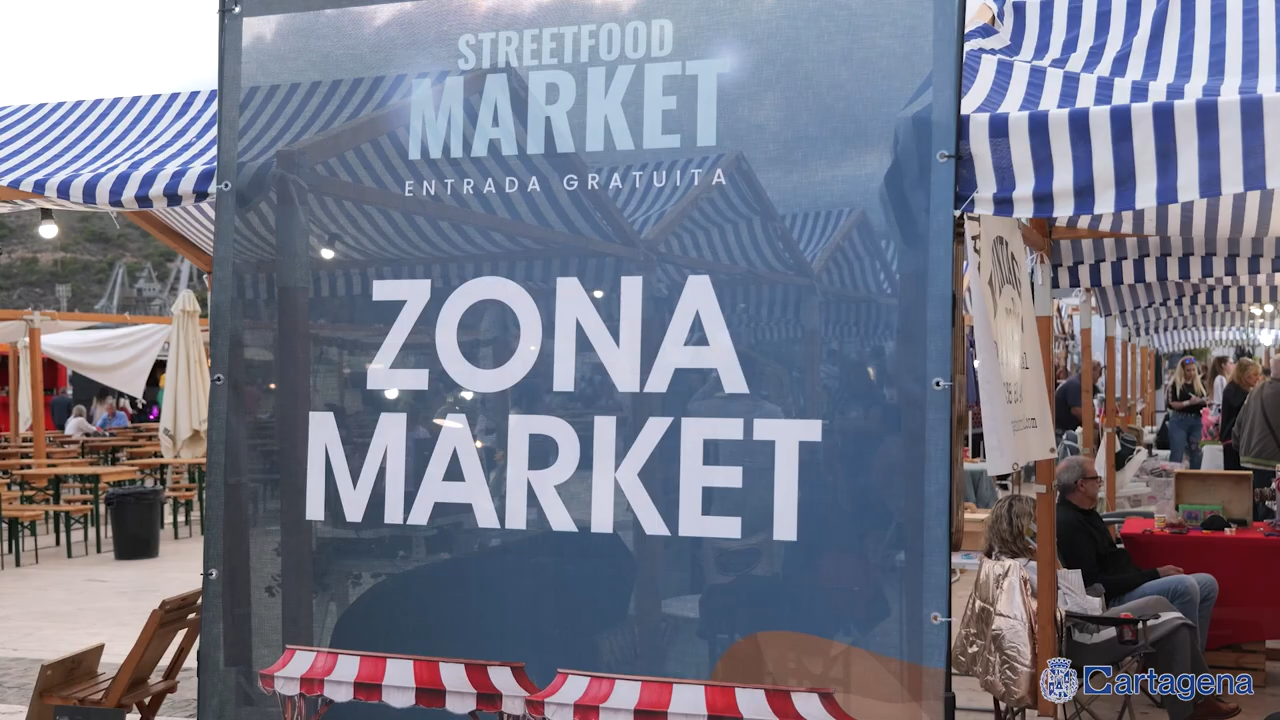 STREETFOOD
MARKET
ENTRADA GRATUITA
ZONA
MARKET
Cartagena